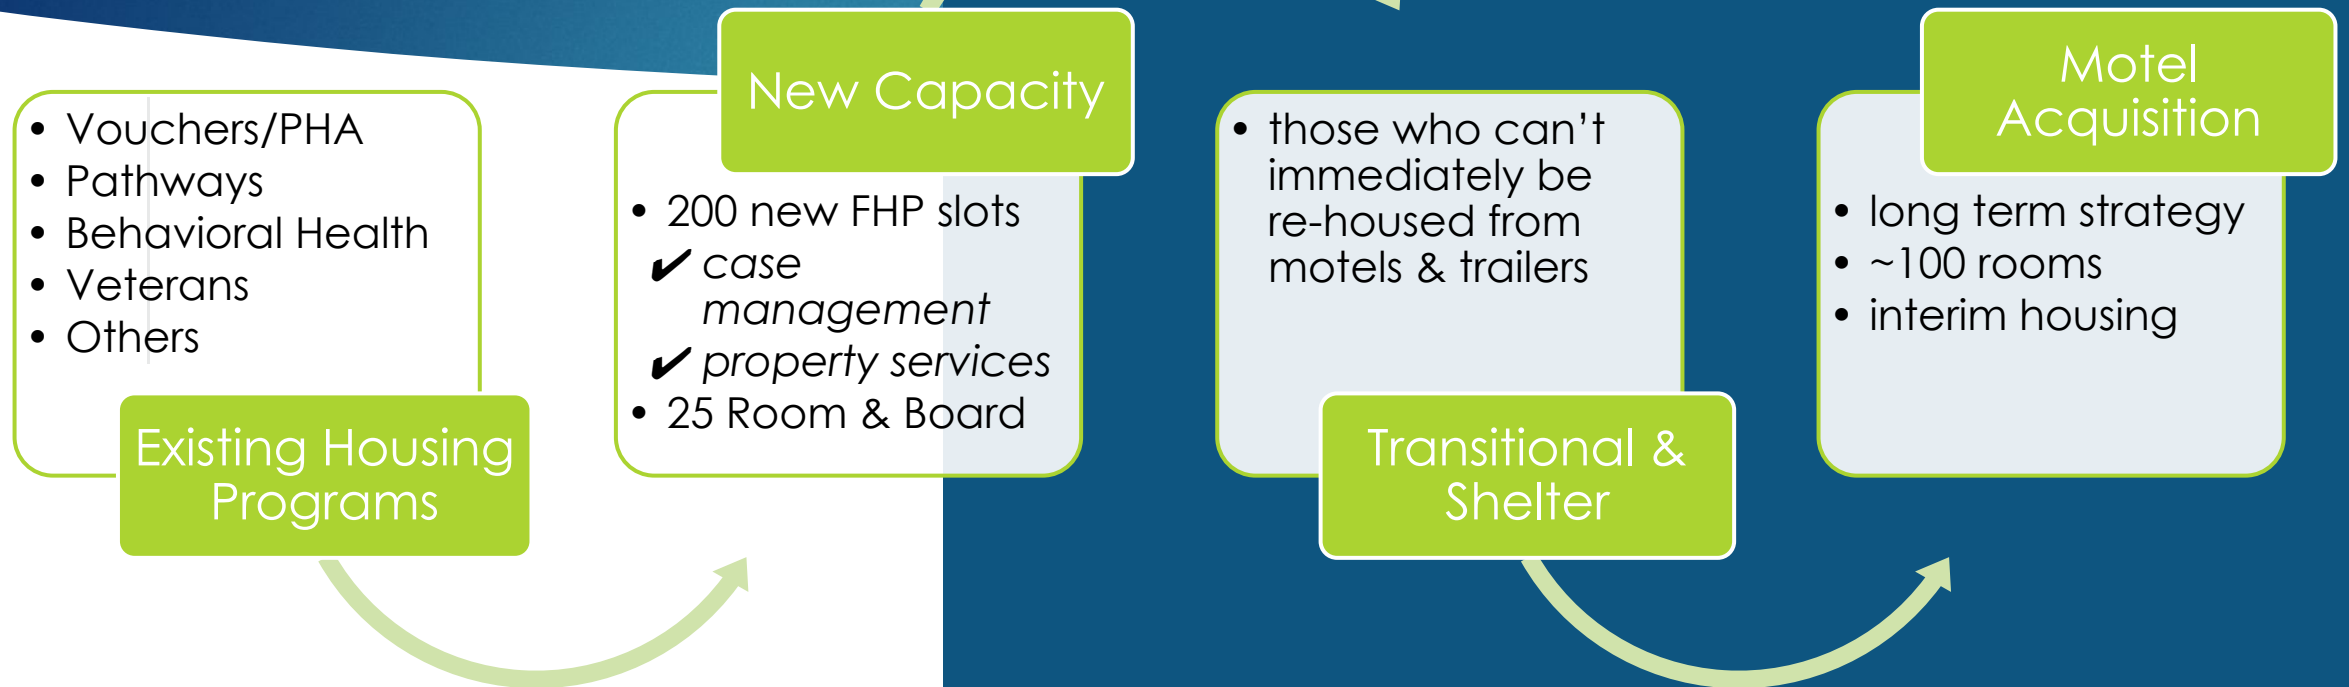 • Vouchers/PHA
• Pathways
• Behavioral Health
• Veterans
• Others
Existing Housing
Programs
New Capacity
• 200 new FHP slots
✔ case
management
✔ property services
• 25 Room & Board
• those who can’t
immediately be
re-housed from
motels & trailers
Transitional &
Shelter
Motel
Acquisition
• long term strategy
• ~100 rooms
• interim housing